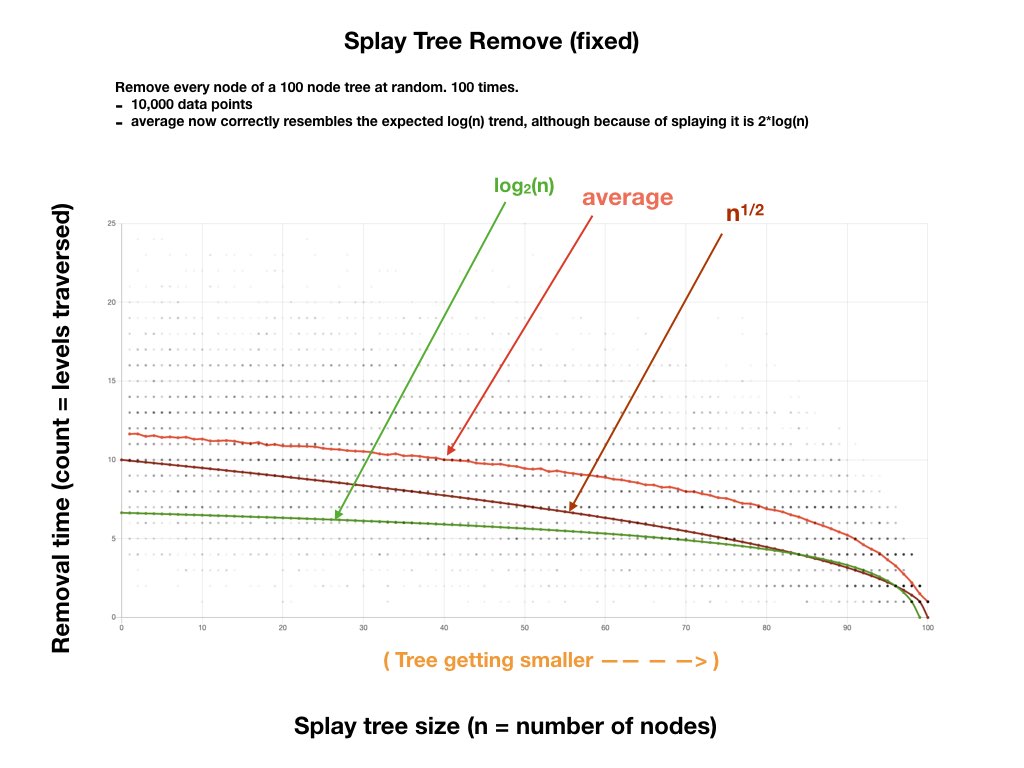 Splay Tree Remove (fixed)
Remove every node of a 100 node tree at random. 100 times.
- 10,000 data points
- average now correctly resembles the expected log(n) trend, although because of splaying it is 2*log(n)
log₂(n)
average
n¹/²
Removal time (count = levels traversed)
25
20
15
10
5
0
0 10 20 30 40 50 60 70 80 90 100
( Tree getting smaller — — — —> )
Splay tree size (n = number of nodes)